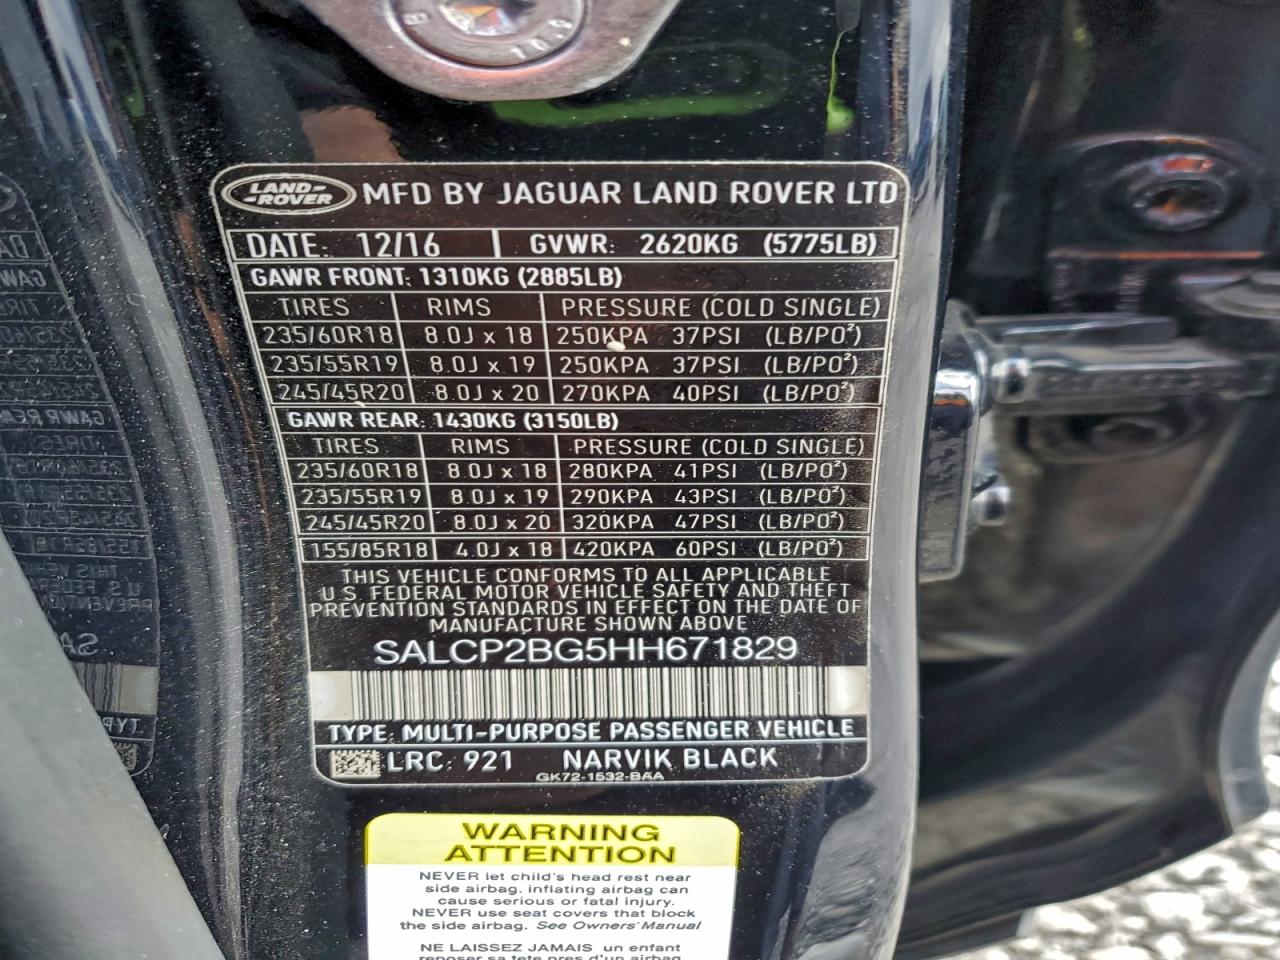 LAND-
-ROVER
MFD BY JAGUAR LAND ROVER LTD
DATE: 12/16 GVWR: 2620KG (5775LB)
GAWR FRONT: 1310KG (2885LB)
TIRES RIMS PRESSURE (COLD SINGLE)
235/60R18 8.0J x 18 250KPA 37PSI (LB/PO²)
235/55R19 8.0J x 19 250KPA 37PSI (LB/PO²)
245/45R20 8.0J x 20 270KPA 40PSI (LB/PO²)
GAWR REAR: 1430KG (3150LB)
TIRES RIMS PRESSURE (COLD SINGLE)
235/60R18 8.0J x 18 280KPA 41PSI (LB/PO²)
235/55R19 8.0J x 19 290KPA 43PSI (LB/PO²)
245/45R20 8.0J x 20 320KPA 47PSI (LB/PO²)
155/85R18 4.0J x 18 420KPA 60PSI (LB/PO²)
THIS VEHICLE CONFORMS TO ALL APPLICABLE
U.S. FEDERAL MOTOR VEHICLE SAFETY AND THEFT
PREVENTION STANDARDS IN EFFECT ON THE DATE OF
MANUFACTURE SHOWN ABOVE
SALCP2BG5HH671829
TYPE: MULTI-PURPOSE PASSENGER VEHICLE
LRC: 921 NARVIK BLACK
GK72-1532-BAA
WARNING
ATTENTION
NEVER let child's head rest near
side airbag. inflating airbag can
cause serious or fatal injury.
NEVER use seat covers that block
the side airbag. See Owners' Manual
NE LAISSEZ JAMAIS un enfant
reposer sa tete pres d'un airbag